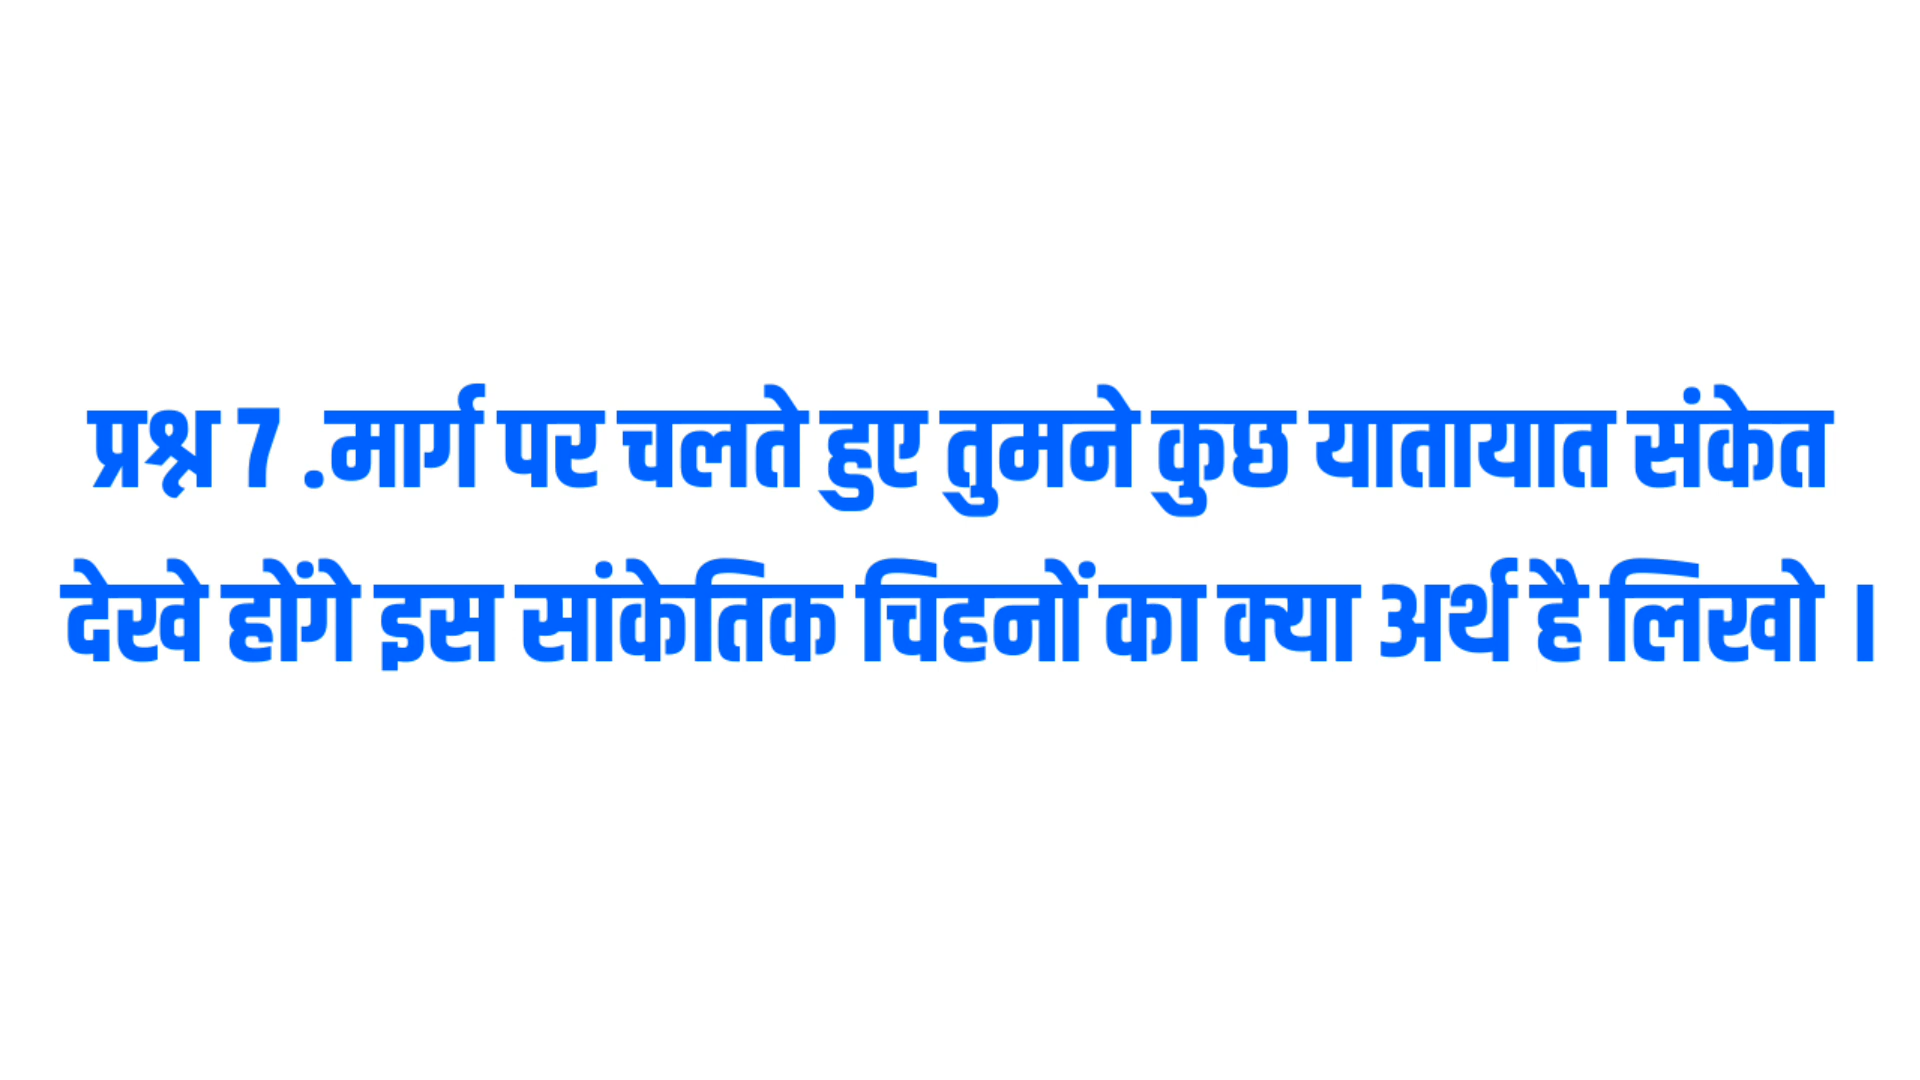 प्रश्न 7 .मार्ग पर चलते हुए तुमने कुछ यातायात संकेत
देखे होंगे इस सांकेतिक चिहनों का क्या अर्थ है लिखो ।